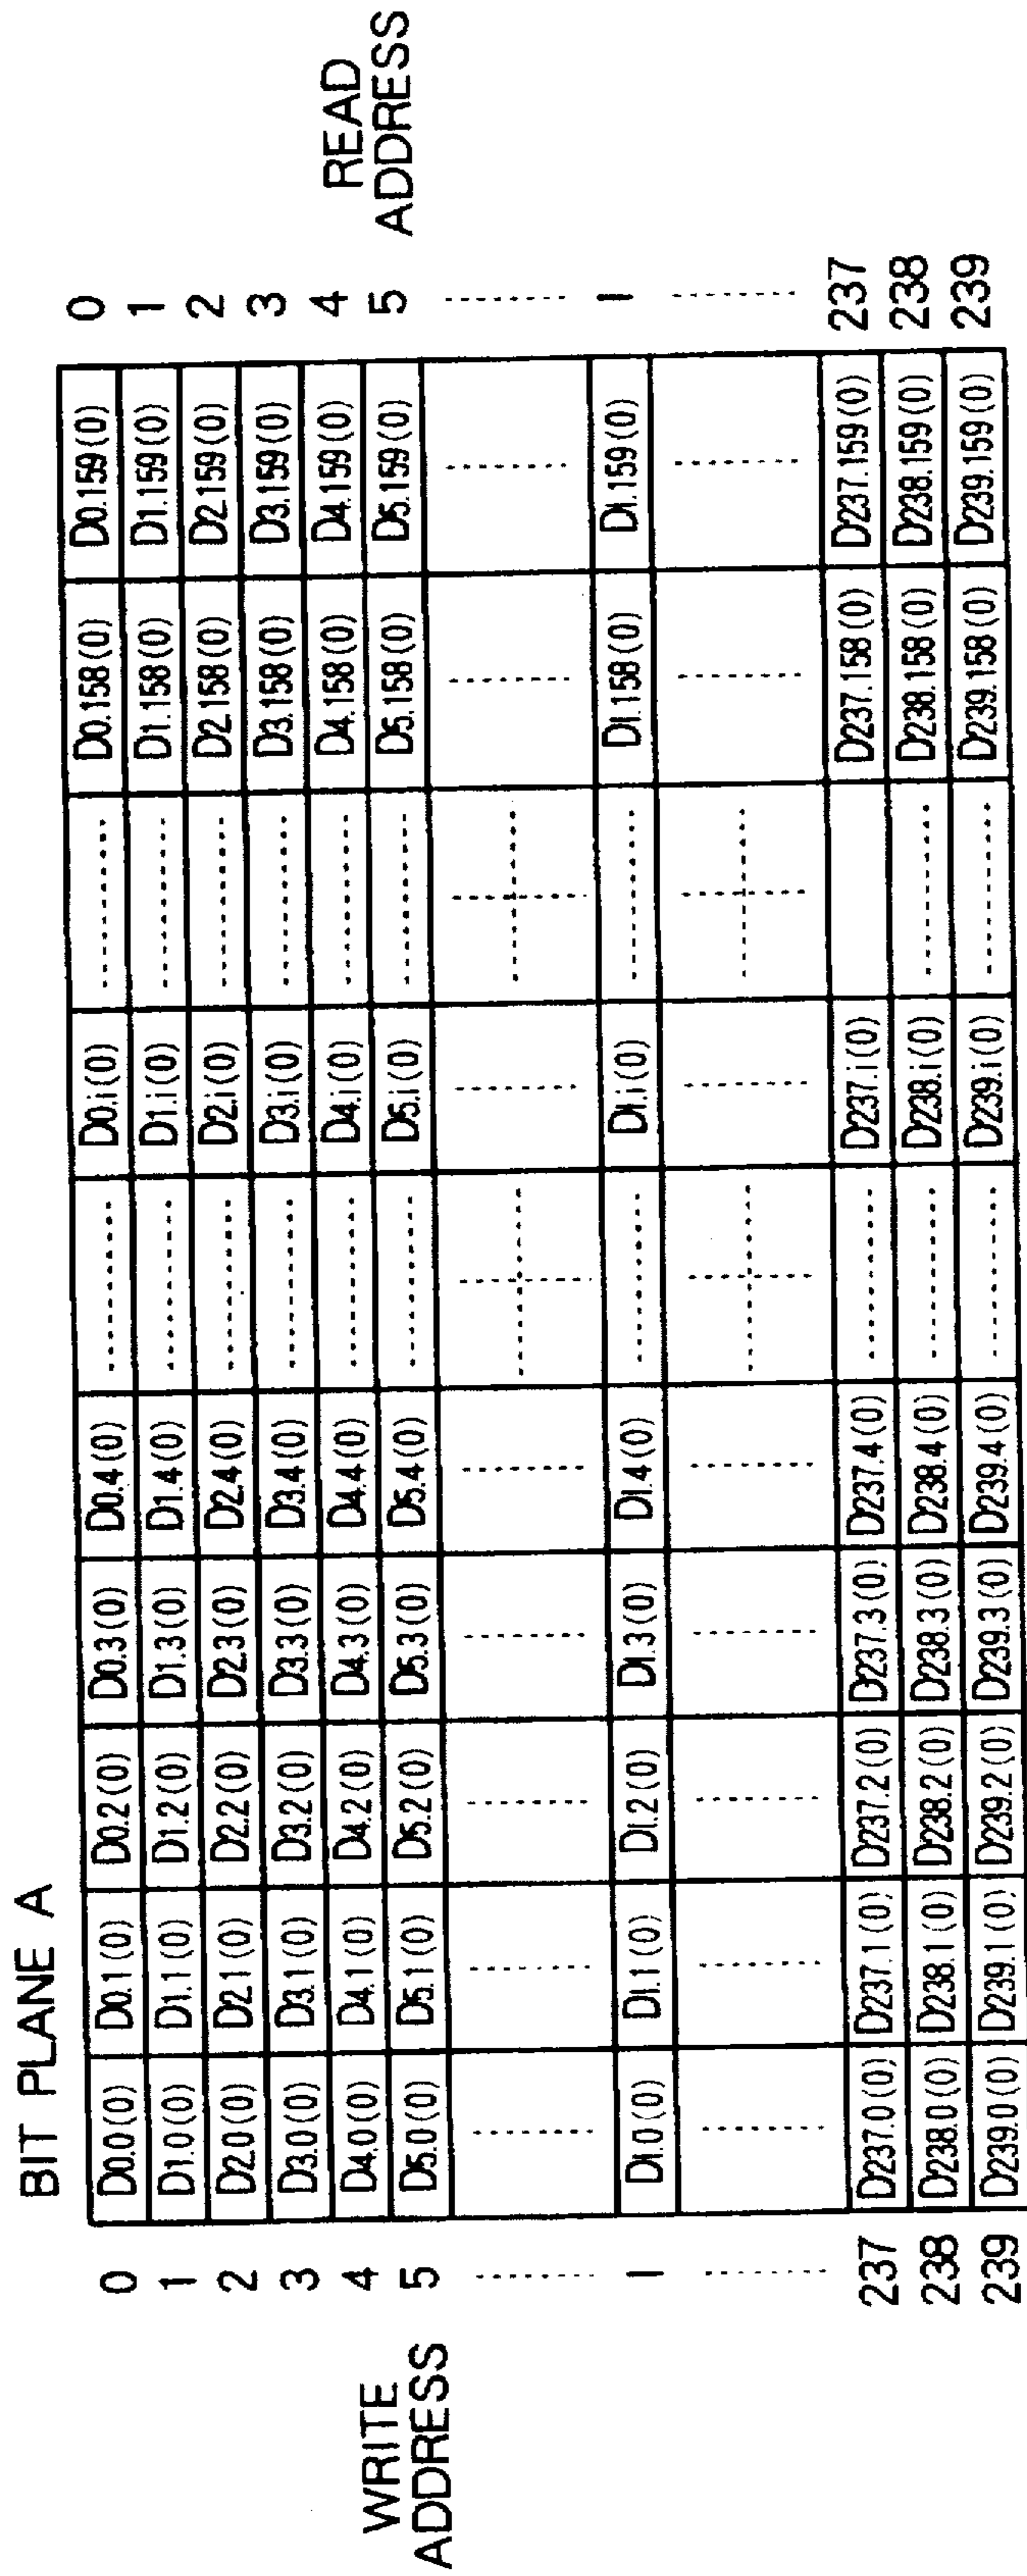 BIT PLANE A
WRITE ADDRESS
READ ADDRESS
0 D0.0(0) D0.1(0) D0.2(0) D0.3(0) D0.4(0) ........... D0.i(0) ........... D0.158(0) D0.159(0) 0
1 D1.0(0) D1.1(0) D1.2(0) D1.3(0) D1.4(0) ........... D1.i(0) ........... D1.158(0) D1.159(0) 1
2 D2.0(0) D2.1(0) D2.2(0) D2.3(0) D2.4(0) ........... D2.i(0) ........... D2.158(0) D2.159(0) 2
3 D3.0(0) D3.1(0) D3.2(0) D3.3(0) D3.4(0) ........... D3.i(0) ........... D3.158(0) D3.159(0) 3
4 D4.0(0) D4.1(0) D4.2(0) D4.3(0) D4.4(0) ........... D4.i(0) ........... D4.158(0) D4.159(0) 4
5 D5.0(0) D5.1(0) D5.2(0) D5.3(0) D5.4(0) ........... D5.i(0) ........... D5.158(0) D5.159(0) 5
l Dl.0(0) Dl.1(0) Dl.2(0) Dl.3(0) Dl.4(0) ........... Dl.i(0) ........... Dl.158(0) Dl.159(0) l
237 D237.0(0) D237.1(0) D237.2(0) D237.3(0) D237.4(0) ........... D237.i(0) D237.158(0) D237.159(0) 237
238 D238.0(0) D238.1(0) D238.2(0) D238.3(0) D238.4(0) ........... D238.i(0) ........... D238.158(0) D238.159(0) 238
239 D239.0(0) D239.1(0) D239.2(0) D239.3(0) D239.4(0) ........... D239.i(0) ........... D239.158(0) D239.159(0) 239